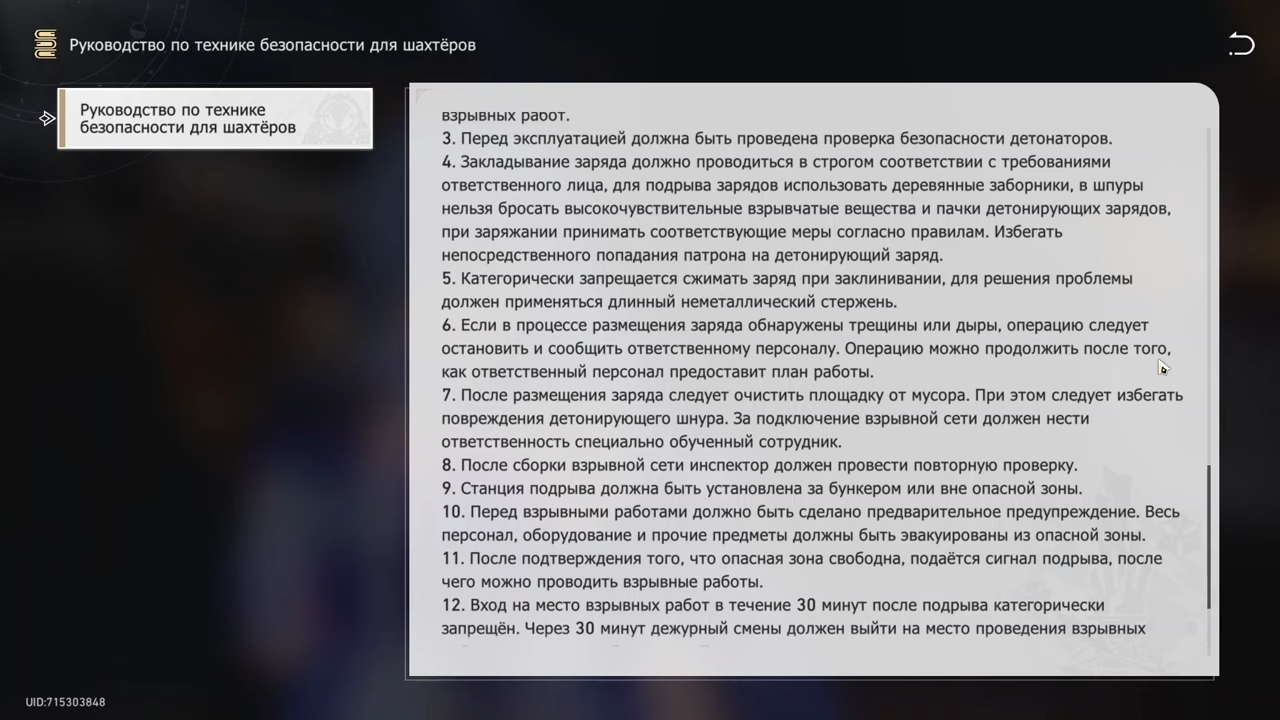 Руководство по технике безопасности для шахтёров
Руководство по технике
безопасности для шахтёров
взрывных работ.
3. Перед эксплуатацией должна быть проведена проверка безопасности детонаторов.
4. Закладывание заряда должно проводиться в строгом соответствии с требованиями
ответственного лица, для подрыва зарядов использовать деревянные заборники, в шпуры
нельзя бросать высокочувствительные взрывчатые вещества и пачки детонирующих зарядов,
при заряжании принимать соответствующие меры согласно правилам. Избегать
непосредственного попадания патрона на детонирующий заряд.
5. Категорически запрещается сжимать заряд при заклинивании, для решения проблемы
должен применяться длинный неметаллический стержень.
6. Если в процессе размещения заряда обнаружены трещины или дыры, операцию следует
остановить и сообщить ответственному персоналу. Операцию можно продолжить после того,
как ответственный персонал предоставит план работы.
7. После размещения заряда следует очистить площадку от мусора. При этом следует избегать
повреждения детонирующего шнура. За подключение взрывной сети должен нести
ответственность специально обученный сотрудник.
8. После сборки взрывной сети инспектор должен провести повторную проверку.
9. Станция подрыва должна быть установлена за бункером или вне опасной зоны.
10. Перед взрывными работами должно быть сделано предварительное предупреждение. Весь
персонал, оборудование и прочие предметы должны быть эвакуированы из опасной зоны.
11. После подтверждения того, что опасная зона свободна, подаётся сигнал подрыва, после
чего можно проводить взрывные работы.
12. Вход на место взрывных работ в течение 30 минут после подрыва категорически
запрещён. Через 30 минут дежурный смены должен выйти на место проведения взрывных
UID:715303848